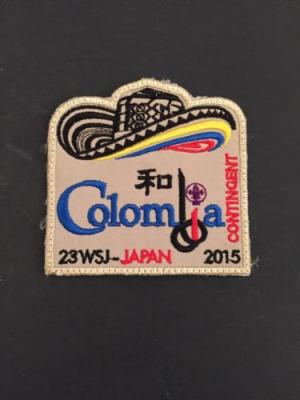 和
Colombia
CONTINGENT
23WSJ-JAPAN 2015